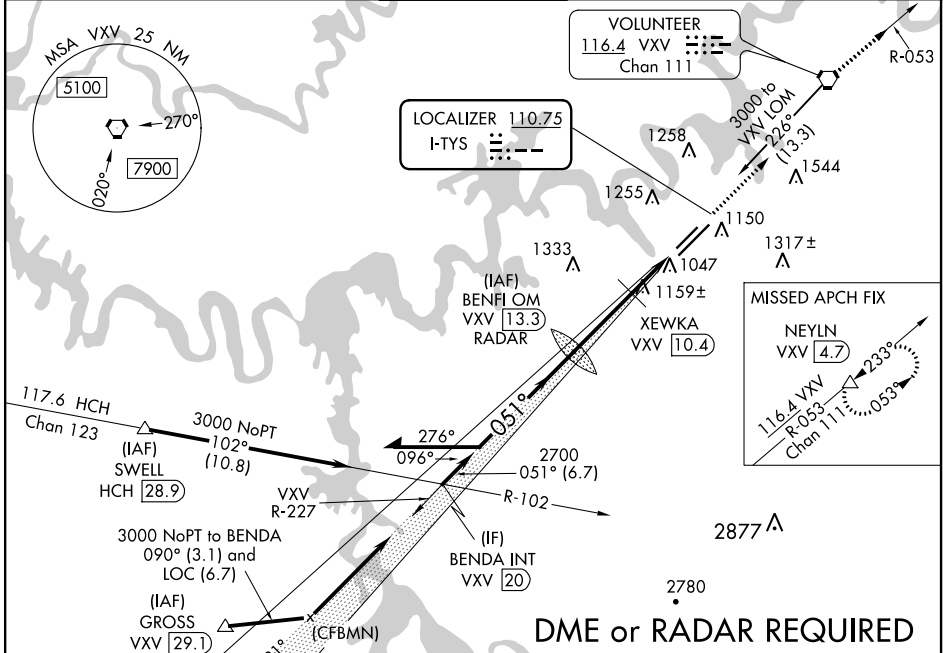 MSA VXV 25 NM
5100
270°
7900
020°
VOLUNTEER
116.4 VXV
Chan 111
R-053
3000 to
VXV LOM
226°
(13.3)
LOCALIZER 110.75
I-TYS
1258
1544
1255
1150
1333
1317±
1047
1159±
(IAF)
BENFI OM
VXV 13.3
RADAR
XEWKA
VXV 10.4
MISSED APCH FIX
NEYLN
VXV 4.7
233°
053°
116.4 VXV
R-053
Chan 111
117.6 HCH
Chan 123
3000 NoPT
102°
(10.8)
(IAF)
SWELL
HCH 28.9
051°
276°
096°
2700
051° (6.7)
VXV
R-227
R-102
(IF)
BENDA INT
VXV 20
3000 NoPT to BENDA
090° (3.1) and
LOC (6.7)
(IAF)
GROSS
VXV 29.1
(CFBMN)
2877
2780
DME or RADAR REQUIRED